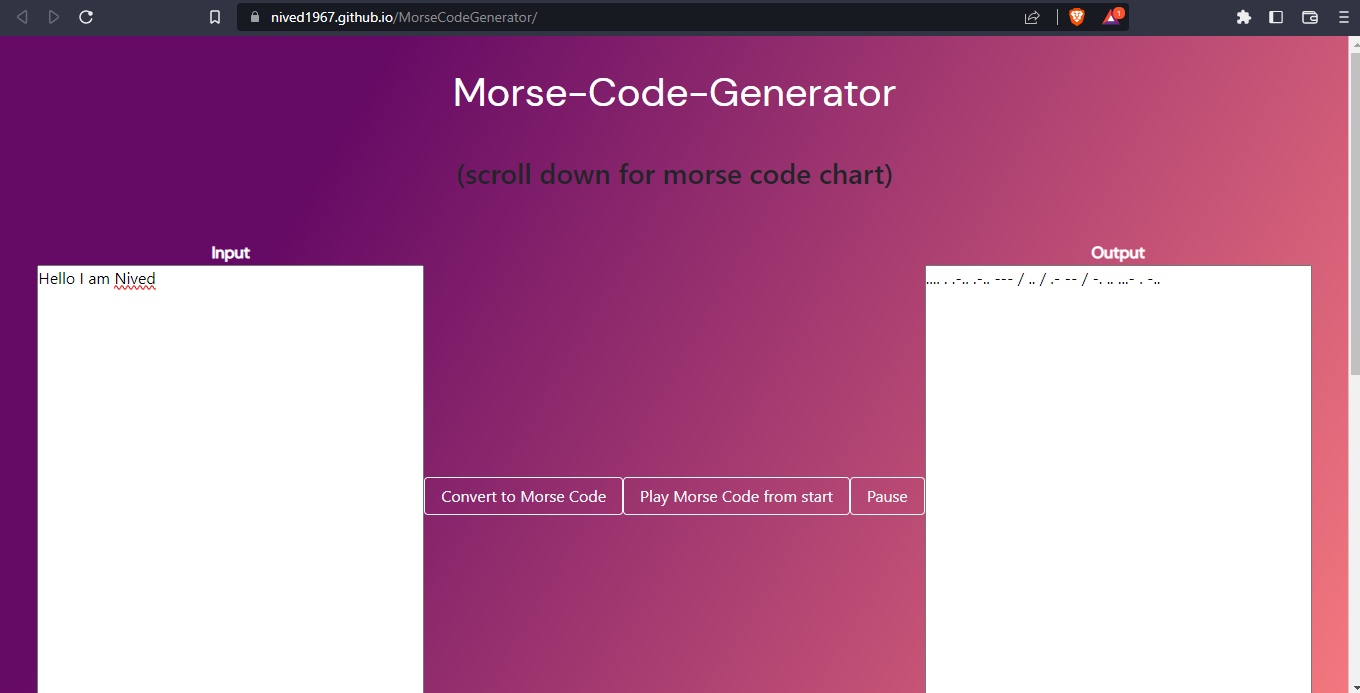 nived1967.github.io/MorseCodeGenerator/
1
Morse-Code-Generator
(scroll down for morse code chart)
Input
Output
Hello I am Nived
.... . .-.. .-.. --- / .. / .- -- / -. .. ...- . -..
Convert to Morse Code
Play Morse Code from start
Pause